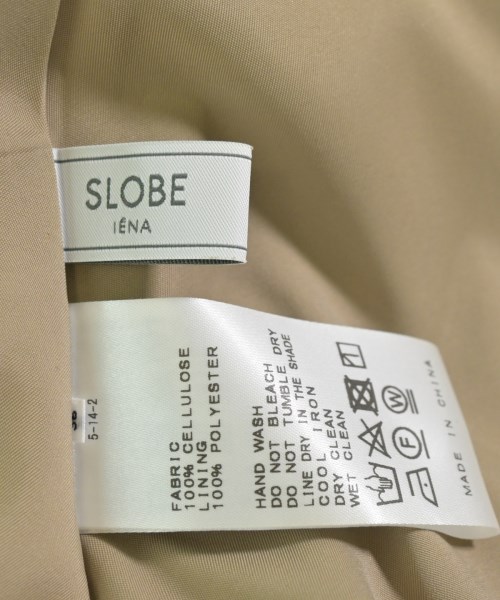 SLOBE
IÉNA
36
5-14-2
FABRIC
100% CELLULOSE
LINING
100% POLYESTER
HAND WASH
DO NOT BLEACH
DO NOT TUMBLE DRY
LINE DRY IN THE SHADE
COOL IRON
DRY CLEAN
WET CLEAN
W
F
MADE IN CHINA